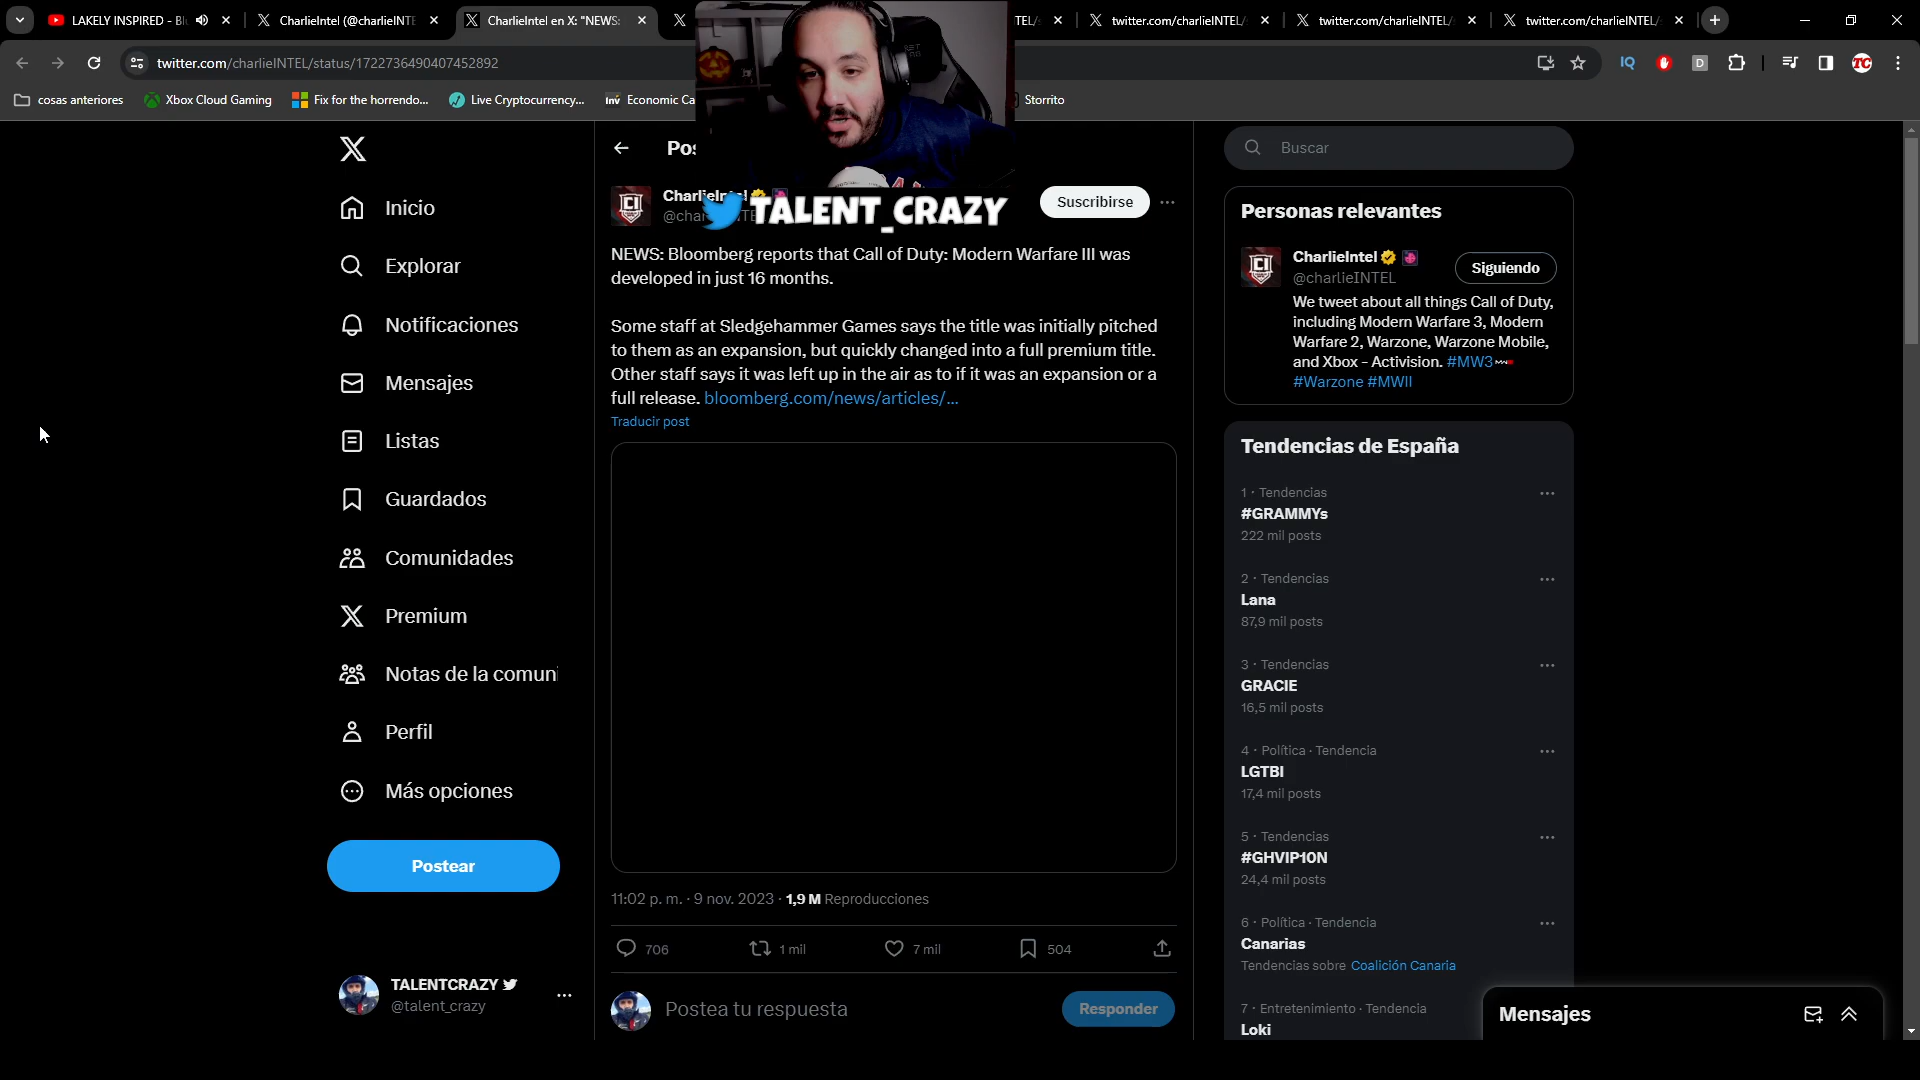 LAKELY INSPIRED - Bl
CharlieIntel (@charlieINTE
CharlieIntel en X: "NEWS:
twitter.com/charlieINTEL/
twitter.com/charlieINTEL/
twitter.com/charlieINTEL/
twitter.com/charlieINTEL/status/1722736490407452892
cosas anteriores
Xbox Cloud Gaming
Fix for the horrendo...
Live Cryptocurrency,...
Economic Ca
Storrito
Inicio
Explorar
Notificaciones
Mensajes
Listas
Guardados
Comunidades
Premium
Notas de la comuni
Perfil
Más opciones
Postear
TALENTCRAZY
@talent_crazy
Pos
CharlieIntel
TALENT_CRAZY
Suscribirse
NEWS: Bloomberg reports that Call of Duty: Modern Warfare III was
developed in just 16 months.
Some staff at Sledgehammer Games says the title was initially pitched
to them as an expansion, but quickly changed into a full premium title.
Other staff says it was left up in the air as to if it was an expansion or a
full release. bloomberg.com/news/articles/...
Traducir post
11:02 p. m. · 9 nov. 2023 · 1,9 M Reproducciones
706
1 mil
7 mil
504
Postea tu respuesta
Responder
Buscar
Personas relevantes
CharlieIntel
@charlieINTEL
Siguiendo
We tweet about all things Call of Duty,
including Modern Warfare 3, Modern
Warfare 2, Warzone, Warzone Mobile,
and Xbox - Activision. #MW3
#Warzone #MWII
Tendencias de España
1 · Tendencias
#GRAMMYs
222 mil posts
2 · Tendencias
Lana
87,9 mil posts
3 · Tendencias
GRACIE
16,5 mil posts
4 · Política · Tendencia
LGTBI
17,4 mil posts
5 · Tendencias
#GHVIP10N
24,4 mil posts
6 · Política · Tendencia
Canarias
Tendencias sobre Coalición Canaria
7 · Entretenimiento · Tendencia
Loki
Mensajes